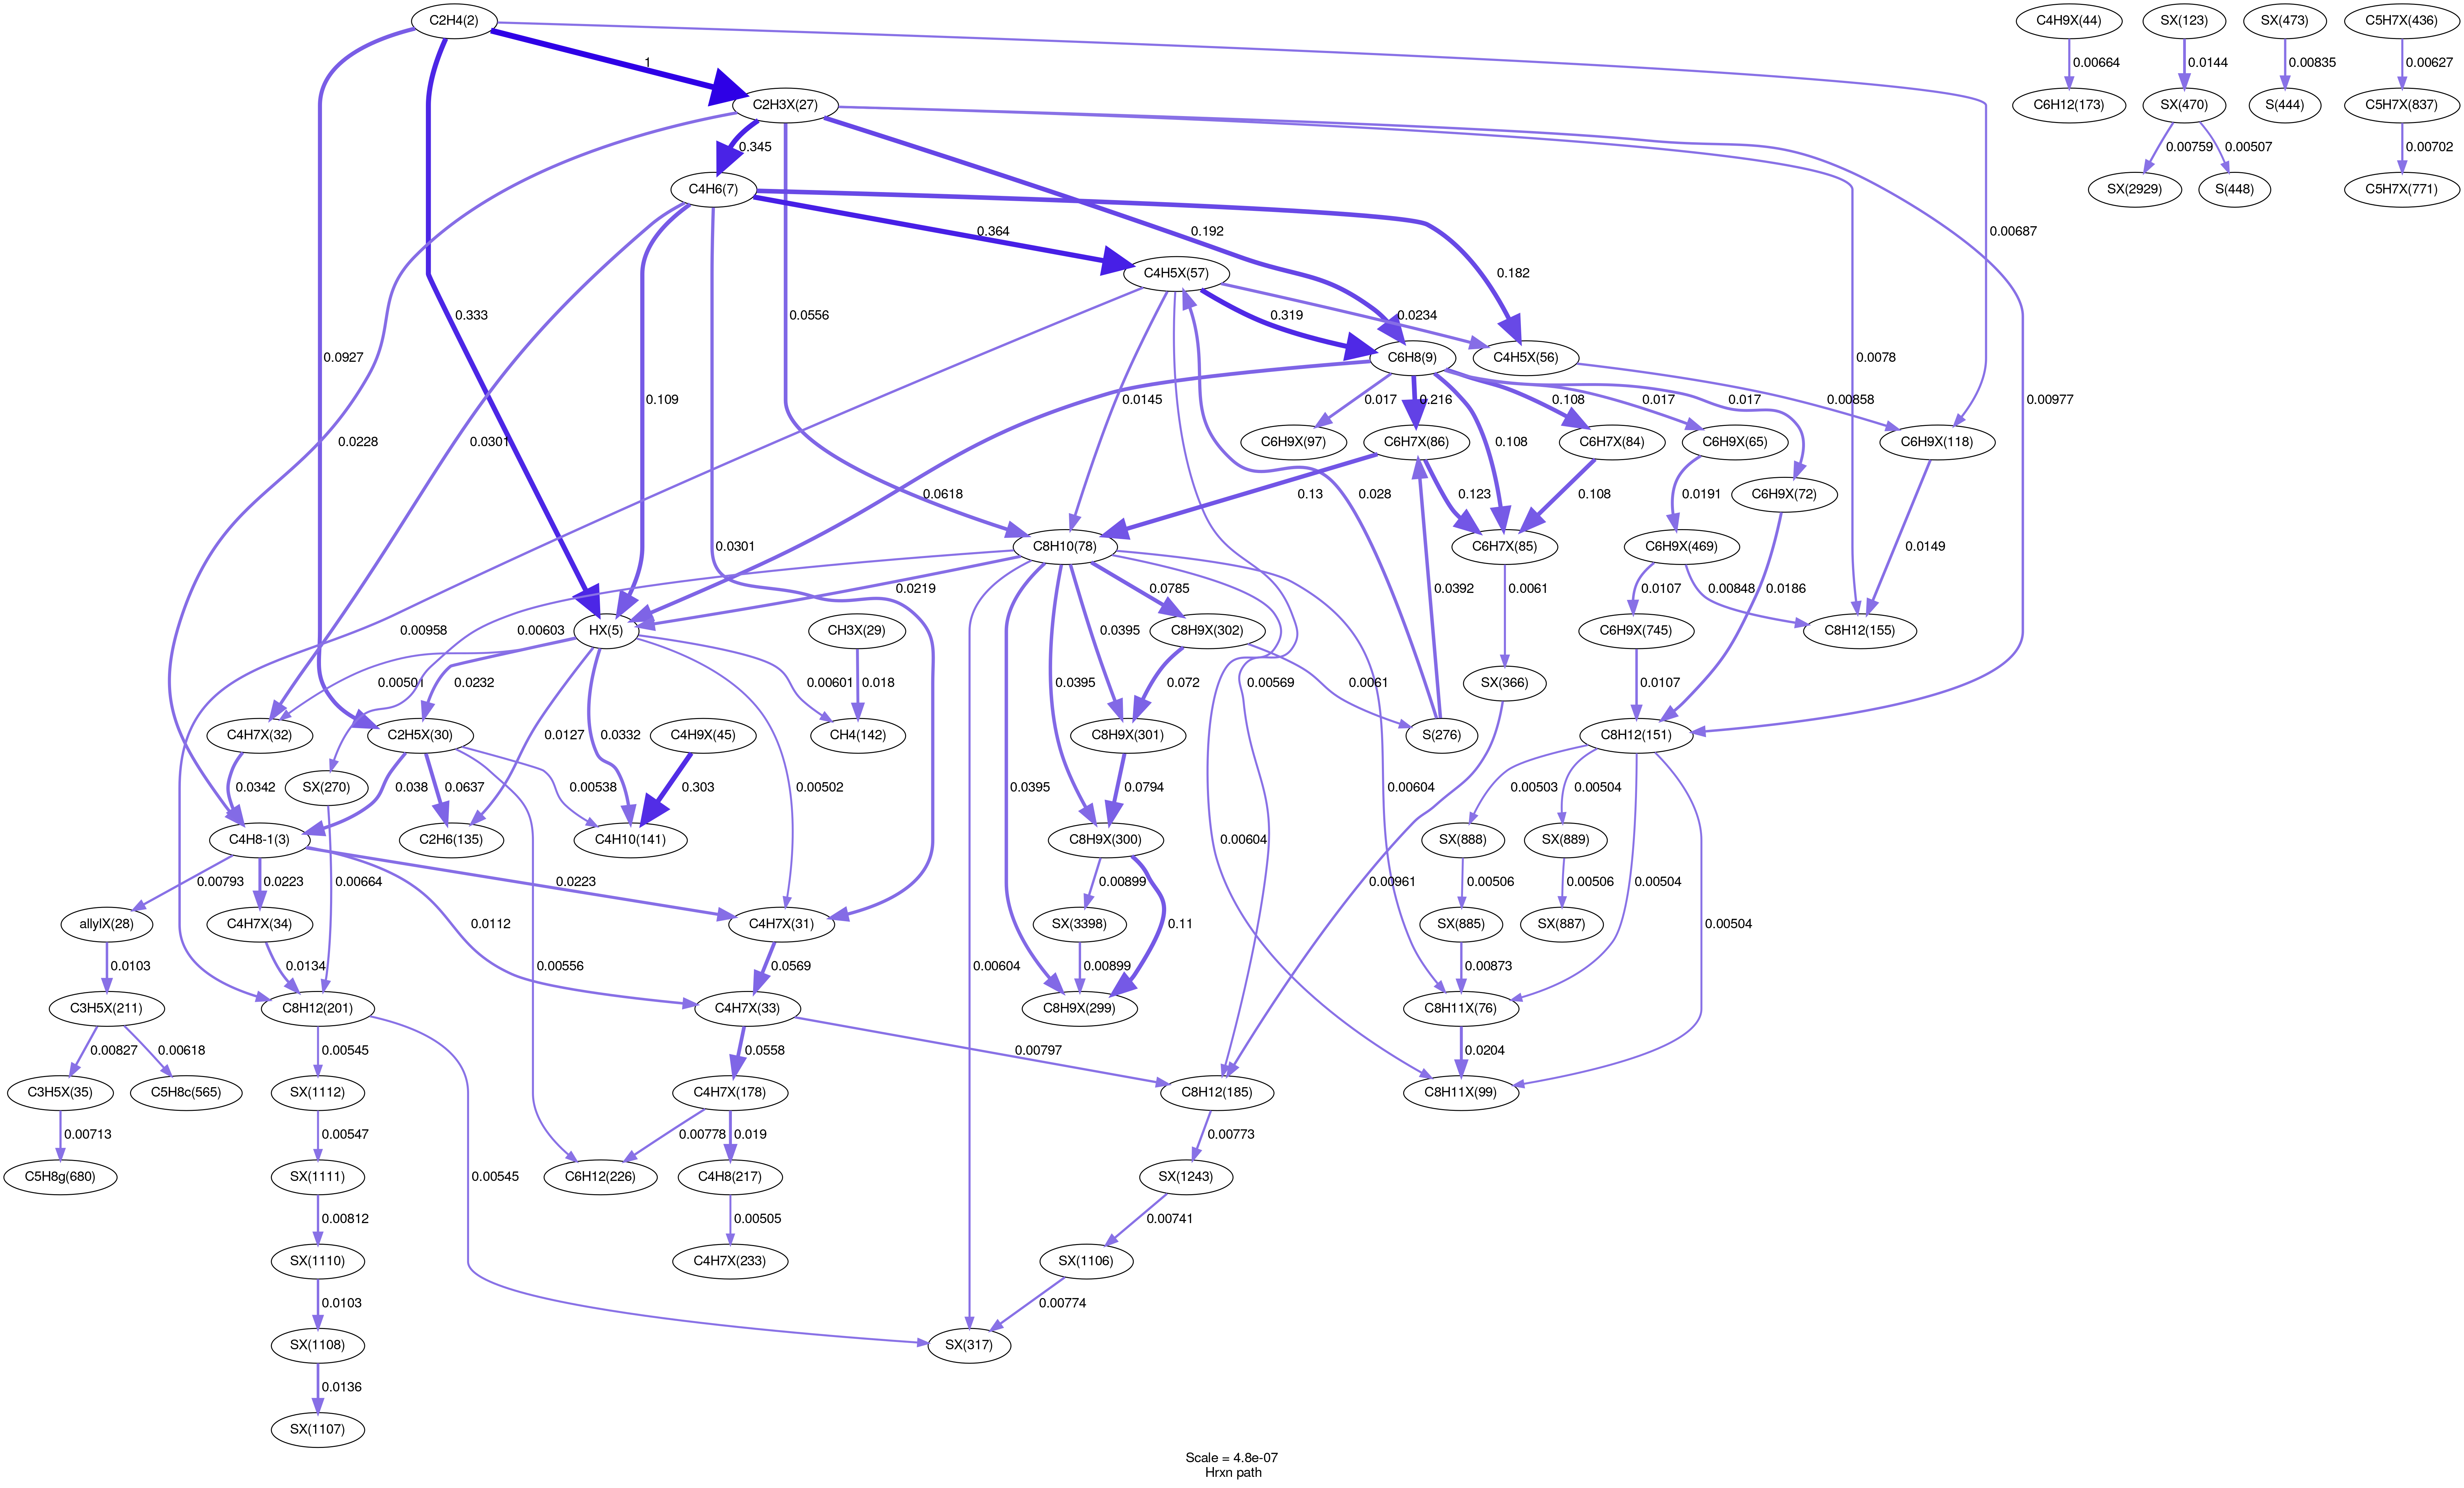 C2H4(2)
C4H9X(44)
SX(123)
SX(473)
C5H7X(436)
1
0.00664
0.0144
0.00835
0.00627
C2H3X(27)
C6H12(173)
SX(470)
S(444)
C5H7X(837)
0.345
0.00759
0.00507
0.00702
C4H6(7)
SX(2929)
S(448)
C5H7X(771)
0.364
0.192
0.00687
C4H5X(57)
0.182
0.333
0.0556
0.319
0.0234
0.0927
C6H8(9)
C4H5X(56)
0.0078
0.109
0.0145
0.017
0.216
0.108
0.017
0.017
0.00858
0.00977
0.0228
0.0301
C6H9X(97)
C6H7X(86)
0.108
C6H7X(84)
C6H9X(65)
C6H9X(118)
0.0618
0.13
0.028
0.123
0.108
0.0191
C6H9X(72)
0.0301
C8H10(78)
C6H7X(85)
C6H9X(469)
0.0149
0.0219
0.0785
0.0392
0.0061
0.0107
0.00848
0.00958
0.00603
HX(5)
CH3X(29)
0.0395
C8H9X(302)
C6H9X(745)
C8H12(155)
0.0186
0.00501
0.0232
0.00601
0.018
0.0395
0.072
0.0061
SX(366)
0.0107
0.00569
C4H7X(32)
C2H5X(30)
0.0127
0.0332
C4H9X(45)
CH4(142)
C8H9X(301)
S(276)
C8H12(151)
0.0342
SX(270)
0.038
0.0637
0.00538
0.303
0.00502
0.0395
0.0794
0.00604
0.00503
0.00504
C4H8-1(3)
C2H6(135)
C4H10(141)
C8H9X(300)
0.00604
SX(888)
SX(889)
0.00793
0.0223
0.00664
0.0223
0.00899
0.00961
0.00506
0.00506
0.00504
allylX(28)
C4H7X(34)
0.0112
C4H7X(31)
SX(3398)
0.11
SX(885)
SX(887)
0.00504
0.0103
0.0134
0.00556
0.0569
0.00604
0.00899
0.00873
C3H5X(211)
C8H12(201)
C4H7X(33)
C8H9X(299)
C8H11X(76)
0.00827
0.00618
0.00545
0.0558
0.00797
0.0204
C3H5X(35)
C5H8c(565)
SX(1112)
C4H7X(178)
C8H12(185)
C8H11X(99)
0.00713
0.00547
0.00778
0.019
0.00773
C5H8g(680)
SX(1111)
0.00545
C6H12(226)
C4H8(217)
SX(1243)
0.00812
0.00505
0.00741
SX(1110)
C4H7X(233)
SX(1106)
0.0103
0.00774
SX(1108)
SX(317)
0.0136
SX(1107)
Scale = 4.8e-07
Hrxn path